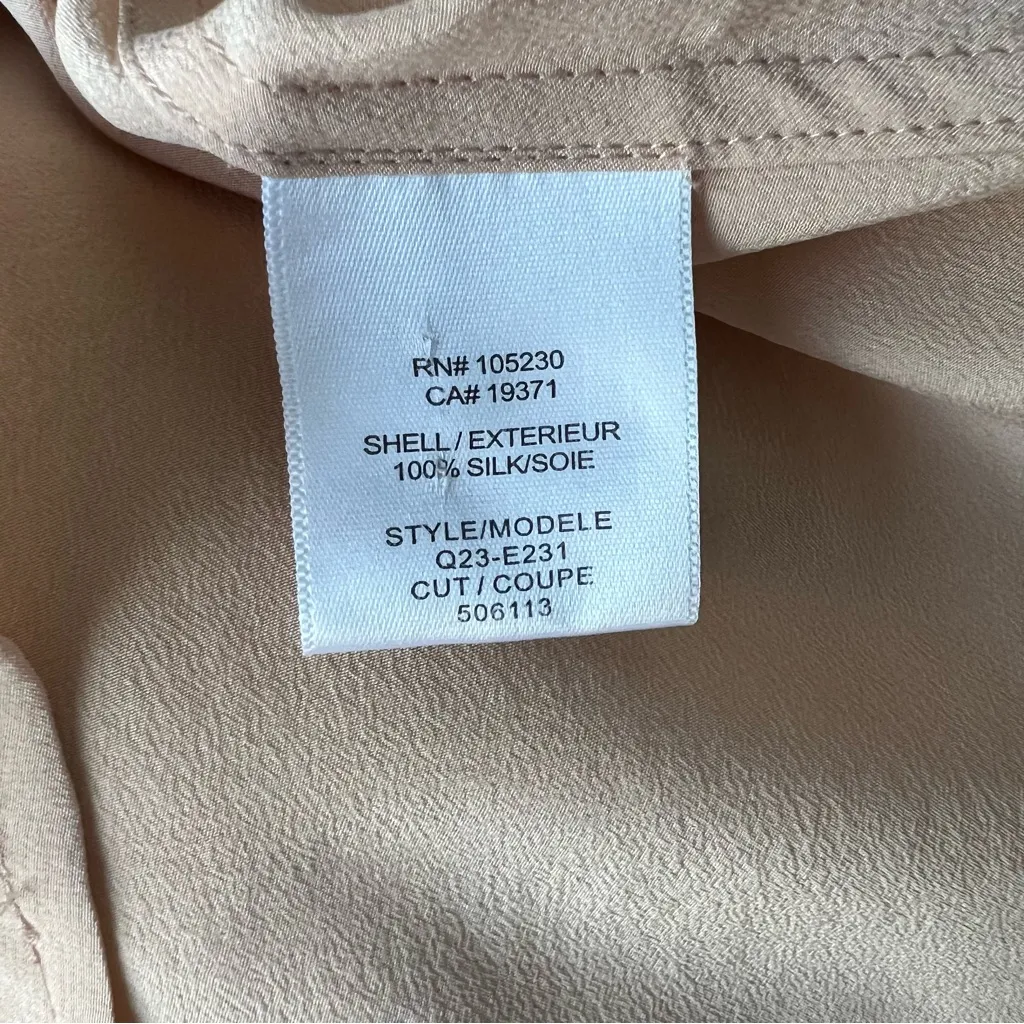 RN# 105230
CA# 19371
SHELL / EXTERIEUR
100% SILK/SOIE
STYLE/MODELE
Q23-E231
CUT / COUPE
506113